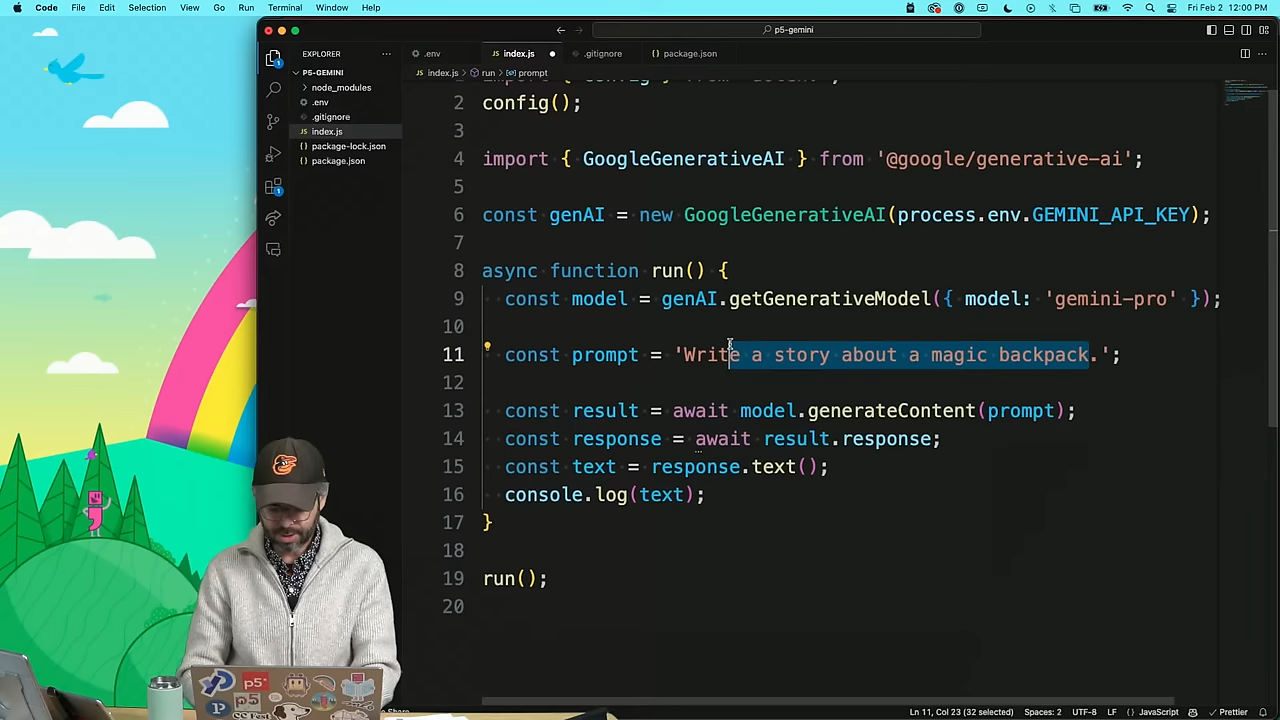 Code File Edit Selection View Go Run Terminal Window Help Fri Feb 2 12:00 PM
p5-gemini
EXPLORER
P5-GEMINI
node_modules
.env
.gitignore
index.js
package-lock.json
package.json
.env index.js .gitignore package.json
index.js > run > prompt
2 config();
3
4 import { GoogleGenerativeAI } from '@google/generative-ai';
5
6 const genAI = new GoogleGenerativeAI(process.env.GEMINI_API_KEY);
7
8 async function run() {
9 const model = genAI.getGenerativeModel({ model: 'gemini-pro' });
10
11 const prompt = 'Write a story about a magic backpack.';
12
13 const result = await model.generateContent(prompt);
14 const response = await result.response;
15 const text = response.text();
16 console.log(text);
17 }
18
19 run();
20
p5*
p5
CC Fest
Share Ln 11, Col 23 (32 selected) Spaces: 2 UTF-8 LF JavaScript Prettier